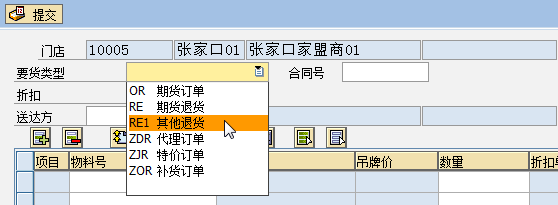 提交
门店 10005 张家口01 张家口家盟商01
要货类型 合同号
折扣
送达方
OR 期货订单
RE 期货退货
RE1 其他退货
ZDR 代理订单
ZJR 特价订单
ZOR 补货订单
项目 物料号 吊牌价 数量 折扣单